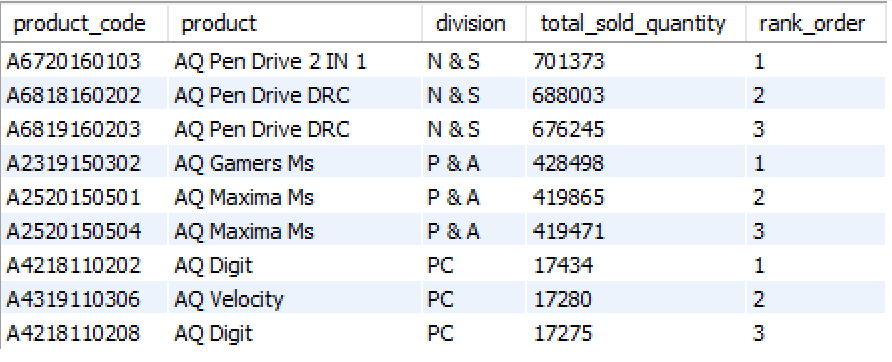 product_code product division total_sold_quantity rank_order
A6720160103 AQ Pen Drive 2 IN 1 N & S 701373 1
A6818160202 AQ Pen Drive DRC N & S 688003 2
A6819160203 AQ Pen Drive DRC N & S 676245 3
A2319150302 AQ Gamers Ms P & A 428498 1
A2520150501 AQ Maxima Ms P & A 419865 2
A2520150504 AQ Maxima Ms P & A 419471 3
A4218110202 AQ Digit PC 17434 1
A4319110306 AQ Velocity PC 17280 2
A4218110208 AQ Digit PC 17275 3